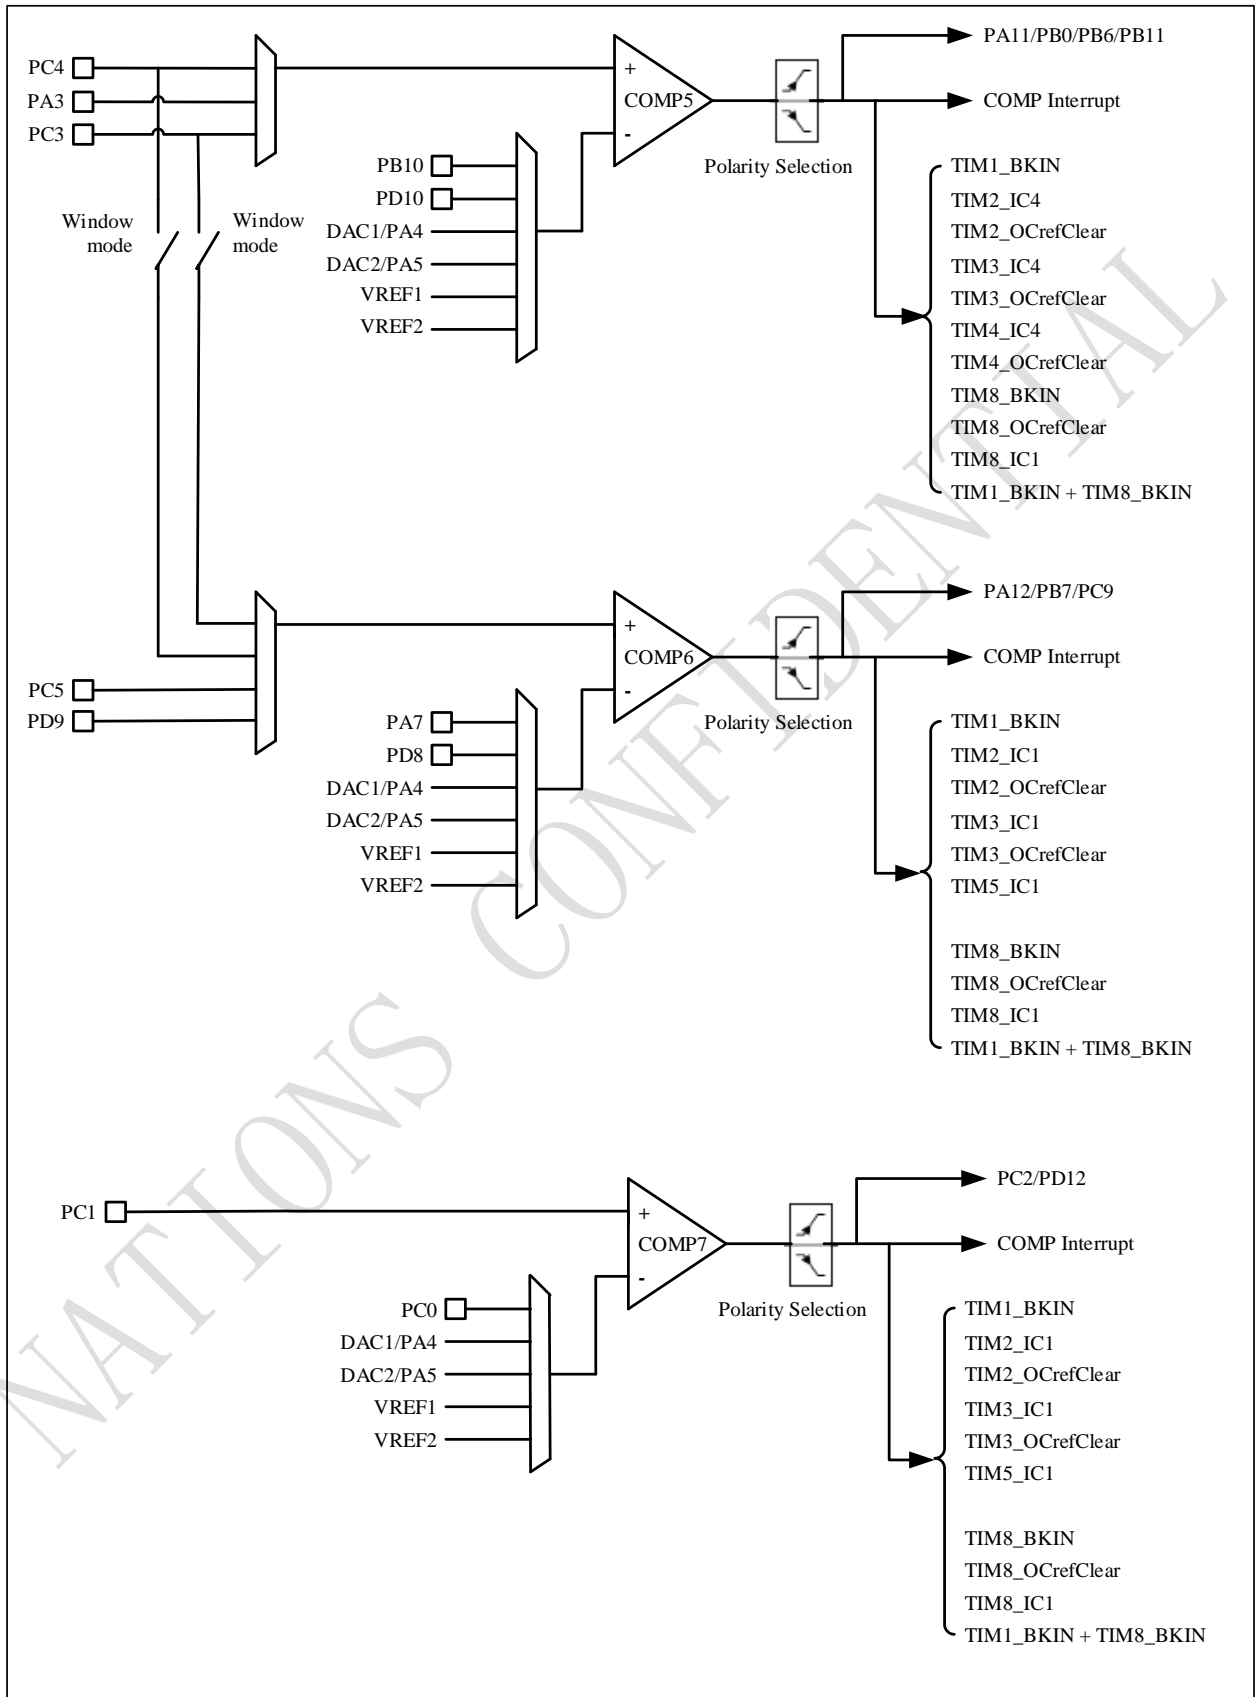 PA11/PB0/PB6/PB11
PC4
+
PA3
COMP5
COMP Interrupt
PC3
-
Polarity Selection
PB10
PD10
DAC1/PA4
DAC2/PA5
VREF1
VREF2
Window
mode
Window
mode
TIM1_BKIN
TIM2_IC4
TIM2_OCrefClear
TIM3_IC4
TIM3_OCrefClear
TIM4_IC4
TIM4_OCrefClear
TIM8_BKIN
TIM8_OCrefClear
TIM8_IC1
TIM1_BKIN + TIM8_BKIN
PA12/PB7/PC9
+
COMP6
COMP Interrupt
-
PC5
PD9
Polarity Selection
PA7
PD8
DAC1/PA4
DAC2/PA5
VREF1
VREF2
TIM1_BKIN
TIM2_IC1
TIM2_OCrefClear
TIM3_IC1
TIM3_OCrefClear
TIM5_IC1
TIM8_BKIN
TIM8_OCrefClear
TIM8_IC1
TIM1_BKIN + TIM8_BKIN
PC2/PD12
PC1
+
COMP7
COMP Interrupt
-
Polarity Selection
PC0
DAC1/PA4
DAC2/PA5
VREF1
VREF2
TIM1_BKIN
TIM2_IC1
TIM2_OCrefClear
TIM3_IC1
TIM3_OCrefClear
TIM5_IC1
TIM8_BKIN
TIM8_OCrefClear
TIM8_IC1
TIM1_BKIN + TIM8_BKIN
NATIONS CONFIDENTIAL